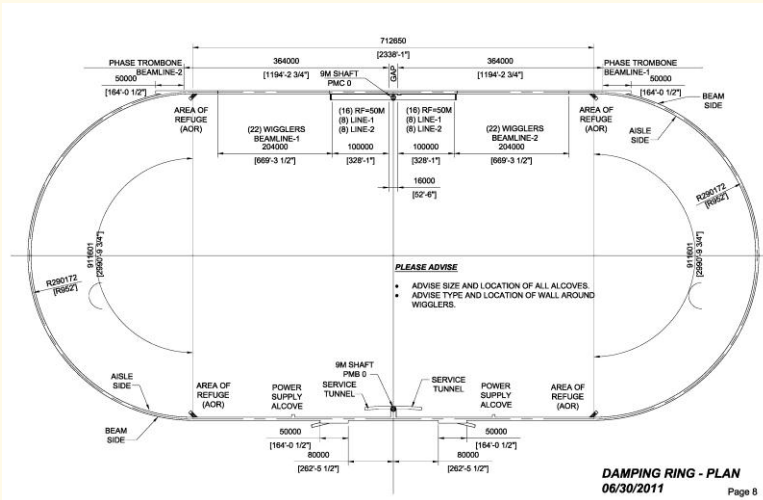 712650
[2338'-1"]
PHASE TROMBONE
BEAMLINE-2
364000
[1194'-2 3/4"]
9M SHAFT
PMC 0
GAP
364000
[1194'-2 3/4"]
PHASE TROMBONE
BEAMLINE-1
50000
[164'-0 1/2"]
50000
[164'-0 1/2"]
BEAM
SIDE
AISLE
SIDE
AREA OF
REFUGE
(AOR)
(22) WIGGLERS
BEAMLINE-1
204000
[669'-3 1/2"]
(16) RF=50M
(8) LINE-1
(8) LINE-2
100000
[328'-1"]
(16) RF=50M
(8) LINE-1
(8) LINE-2
100000
[328'-1"]
(22) WIGGLERS
BEAMLINE-2
204000
[669'-3 1/2"]
AREA OF
REFUGE
(AOR)
16000
[52'-6"]
R290172
[R952']
911601
[2990'-9 3/4"]
911601
[2990'-9 3/4"]
R290172
[R952']
PLEASE ADVISE
• ADVISE SIZE AND LOCATION OF ALL ALCOVES.
• ADVISE TYPE AND LOCATION OF WALL AROUND
WIGGLERS.
AISLE
SIDE
BEAM
SIDE
AREA OF
REFUGE
(AOR)
POWER
SUPPLY
ALCOVE
9M SHAFT
PMB 0
SERVICE
TUNNEL
SERVICE
TUNNEL
POWER
SUPPLY
ALCOVE
AREA OF
REFUGE
(AOR)
50000
[164'-0 1/2"]
80000
[262'-5 1/2"]
50000
[164'-0 1/2"]
80000
[262'-5 1/2"]
DAMPING RING - PLAN
06/30/2011
Page 8